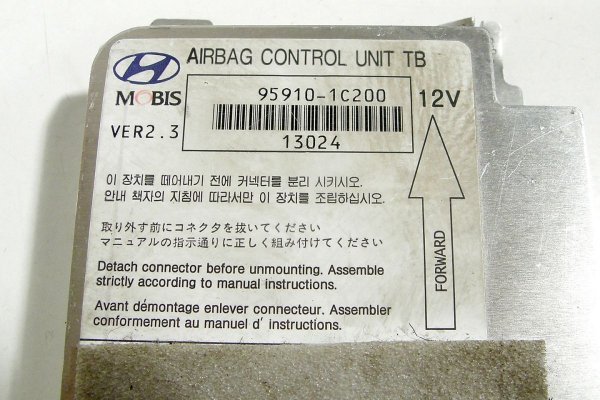 AIRBAG CONTROL UNIT TB
MOBIS
95910-1C200
12V
VER2.3
13024
이 장치를 떼어내기 전에 커넥터를 분리 시키시오.
안내 책자의 지침에 따라서만 이 장치를 조립하십시오.
取り外す前にコネクタを抜いてください
マニュアルの指示通りに正しく組み付けてください
FORWARD
Detach connector before unmounting. Assemble
strictly according to manual instructions.
Avant démontage enlever connecteur. Assembler
conformement au manuel d' instructions.